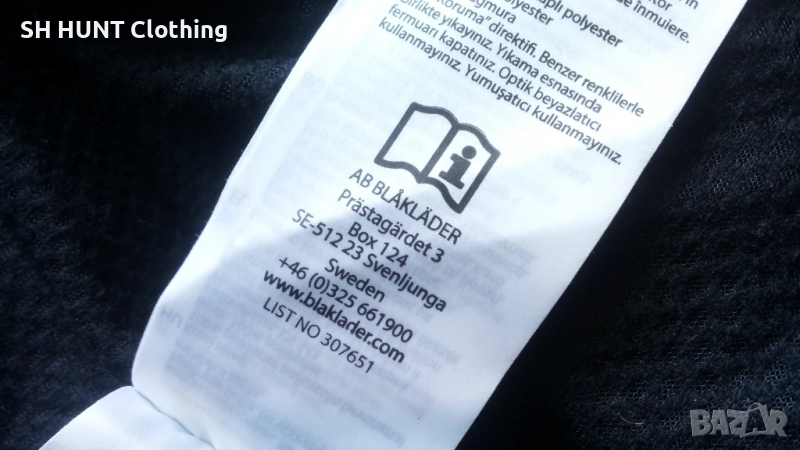 SH HUNT Clothing
polyester
inmuiere.
Koruma” direktifi. Benzer renklilerle
birlikte yıkayınız. Yıkama esnasında
fermuarı kapatınız. Optik beyazlatıcı
kullanmayınız. Yumuşatıcı kullanmayınız.
AB BLÅKLÄDER
Prästagärdet 3
Box 124
SE-512 23 Svenljunga
Sweden
+46 (0)325 661900
www.blaklader.com
LIST NO 307651
BAZAR